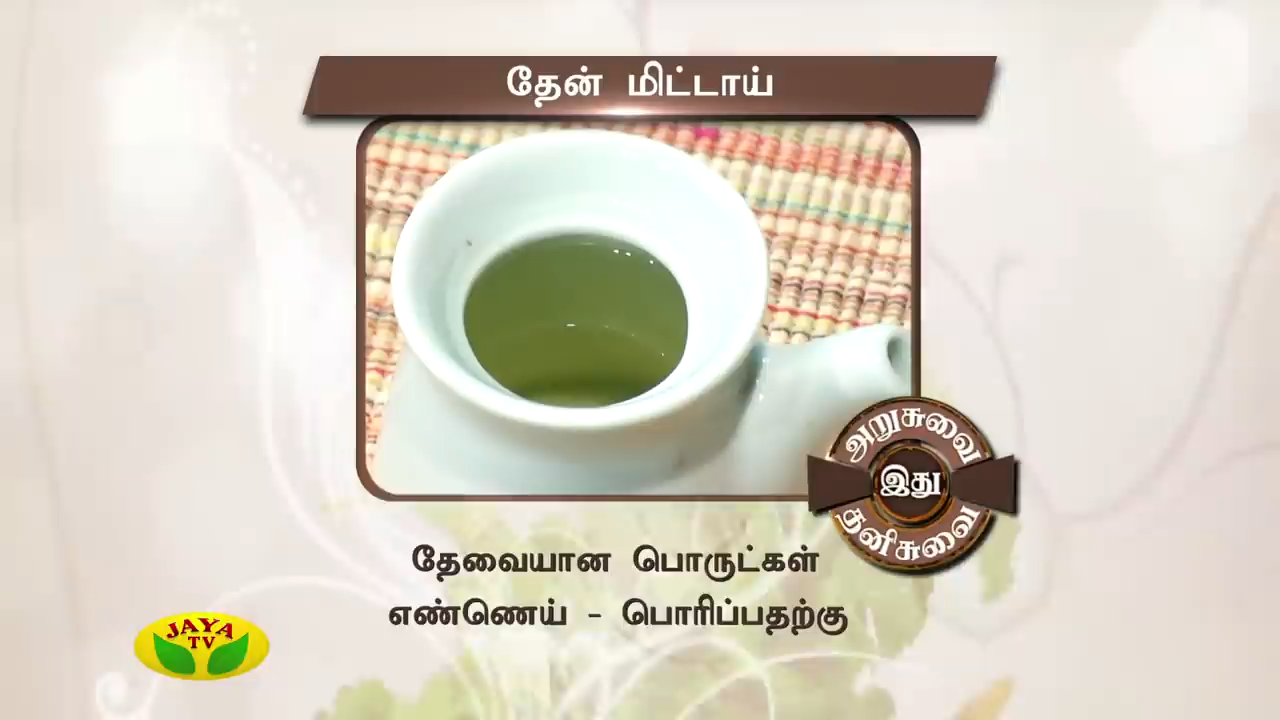 தேன் மிட்டாய்
அறுசுவை
இது
தனிசுவை
தேவையான பொருட்கள்
எண்ணெய் - பொரிப்பதற்கு
JAYA
TV